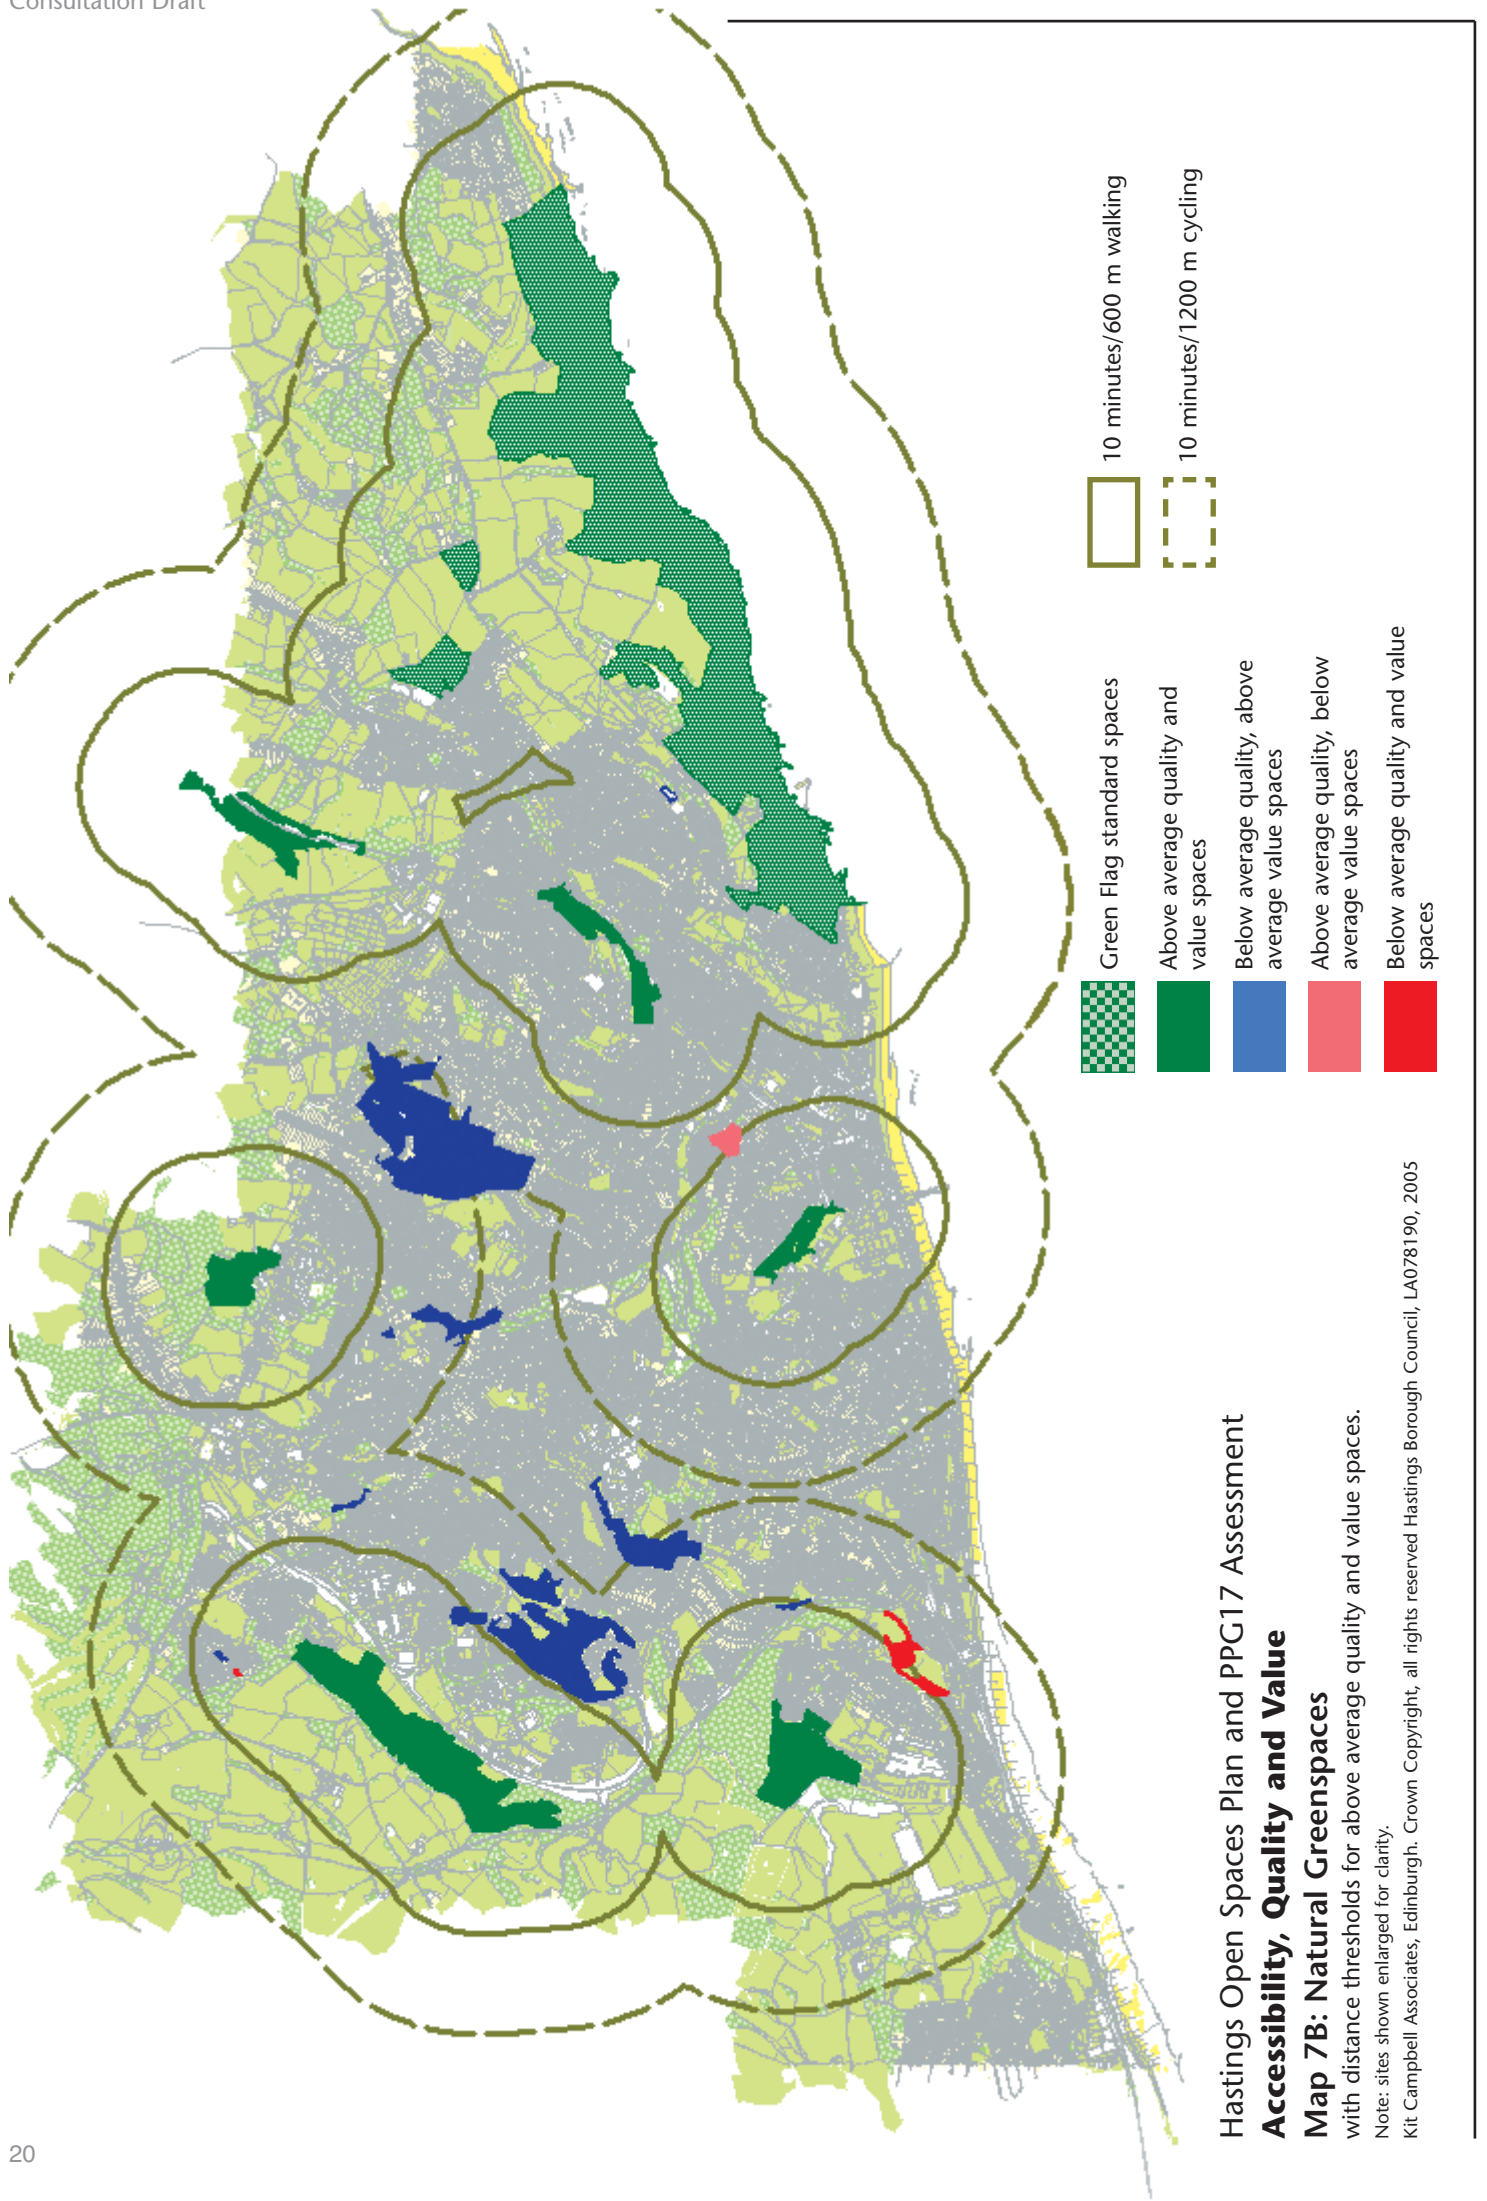 Consultation Draft
10 minutes/600 m walking
10 minutes/1200 m cycling
Green Flag standard spaces
Above average quality and
value spaces
Below average quality, above
average value spaces
Above average quality, below
average value spaces
Below average quality and value
spaces
Hastings Open Spaces Plan and PPG17 Assessment
Accessibility, Quality and Value
Map 7B: Natural Greenspaces
with distance thresholds for above average quality and value spaces.
Note: sites shown enlarged for clarity.
Kit Campbell Associates, Edinburgh. Crown Copyright, all rights reserved Hastings Borough Council, LA078190, 2005
20